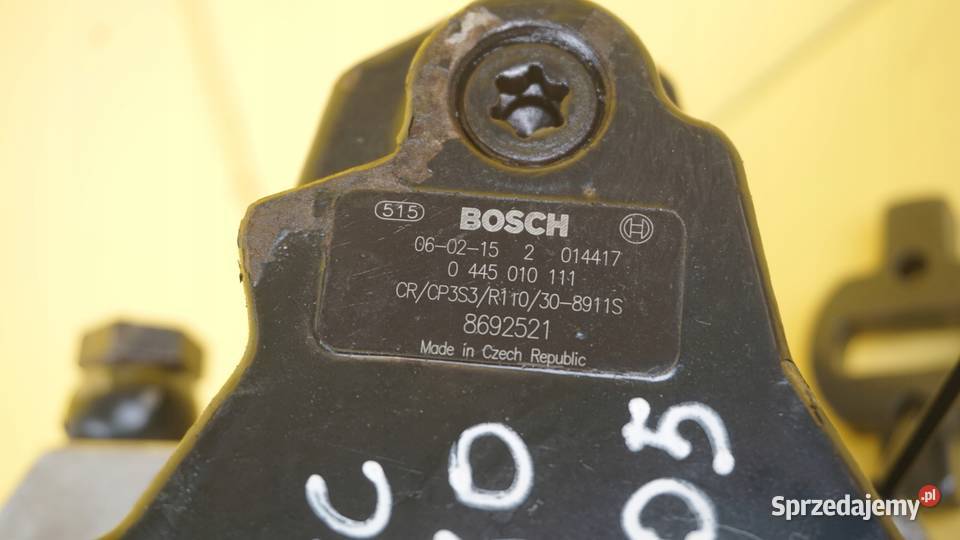 515 BOSCH H
06-02-15 2 014417
0 445 010 111
CR/CP3S3/R110/30-8911S
8692521
Made in Czech Republic
Sprzedajemy.pl